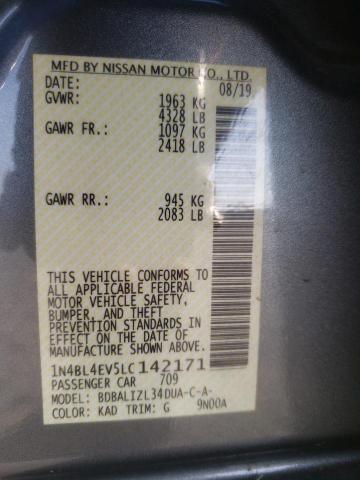 MFD BY NISSAN MOTOR CO., LTD.
DATE: 08/19
GVWR: 1963 KG
4328 LB
GAWR FR.: 1097 KG
2418 LB
GAWR RR.: 945 KG
2083 LB
THIS VEHICLE CONFORMS TO
ALL APPLICABLE FEDERAL
MOTOR VEHICLE SAFETY,
BUMPER, AND THEFT
PREVENTION STANDARDS IN
EFFECT ON THE DATE OF
MANUFACTURE SHOWN ABOVE.
1N4BL4EV5LC142171
PASSENGER CAR 709
MODEL: BDBALIZL34DUA-C-A-
COLOR: KAD TRIM: G 9N00A